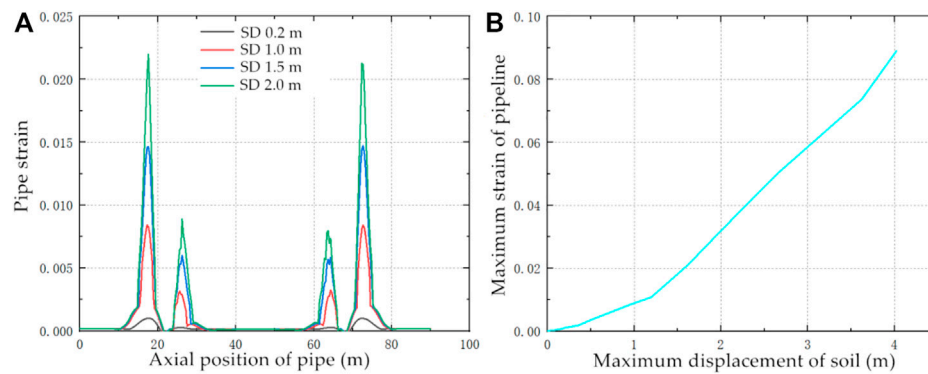 A
Pipe strain
0.025
0.020
0.015
0.010
0.005
0.000
SD 0.2 m
SD 1.0 m
SD 1.5 m
SD 2.0 m
0
20
40
60
80
100
Axial position of pipe (m)
B
Maximum strain of pipeline
0.10
0.08
0.06
0.04
0.02
0.00
0
1
2
3
4
Maximum displacement of soil (m)